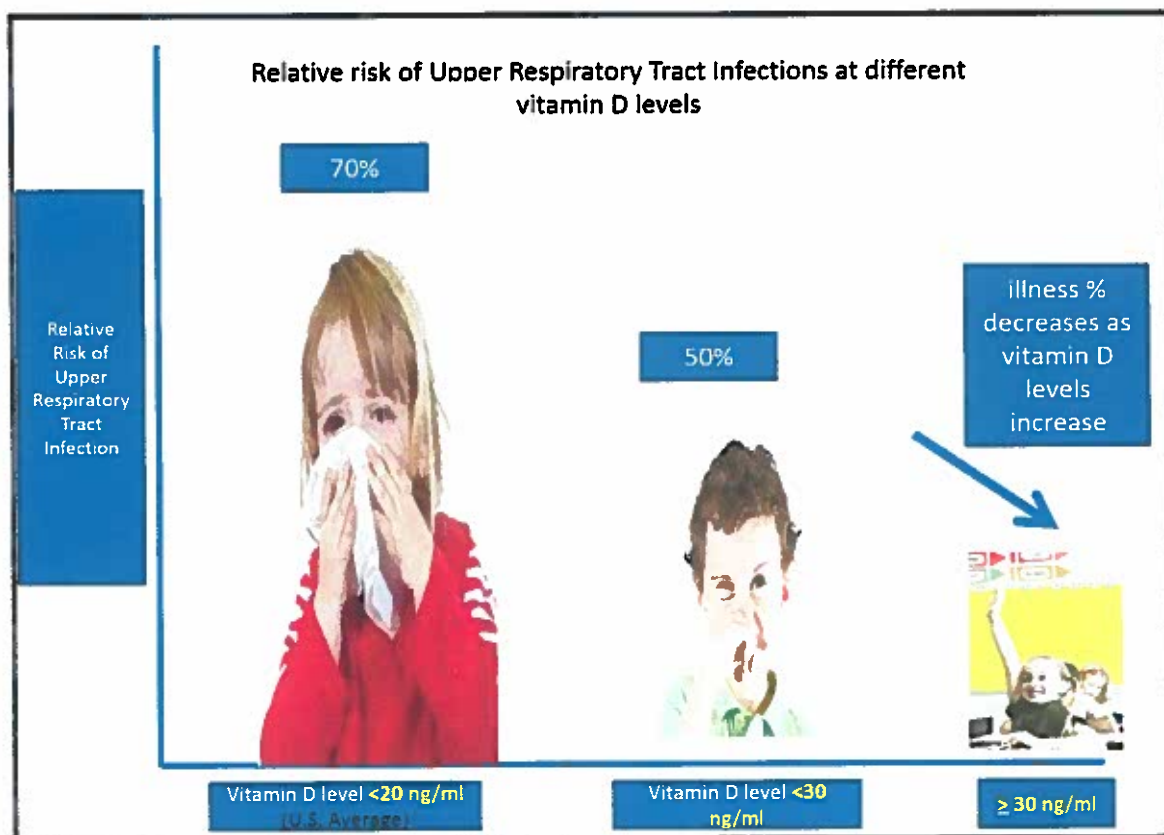 Relative risk of Upper Respiratory Tract Infections at different
vitamin D levels
70%
50%
illness %
decreases as
vitamin D
levels
increase
Relative
Risk of
Upper
Respiratory
Tract
Infection
Vitamin D level <20 ng/ml
(U.S. Average)
Vitamin D level <30
ng/ml
≥ 30 ng/ml